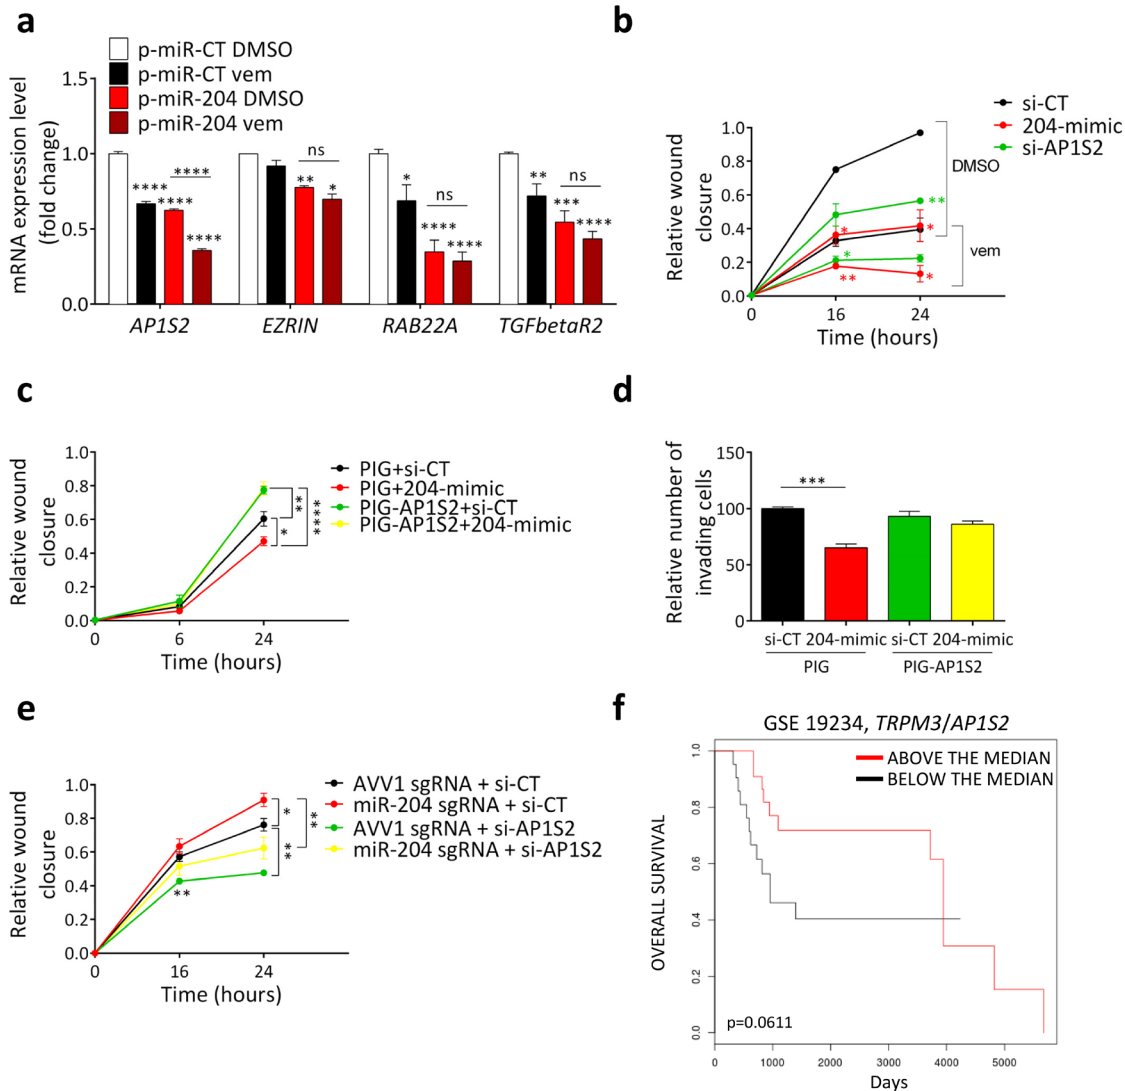 a
p-miR-CT DMSO
p-miR-CT vem
p-miR-204 DMSO
p-miR-204 vem
mRNA expression level
(fold change)
1.5
1.0
0.5
0.0
**** **** **** ****
** * ns
* **** **** ns
** *** **** ns
AP1S2 EZRIN RAB22A TGFbetaR2
b
si-CT
204-mimic
si-AP1S2
DMSO
vem
Relative wound
closure
1.0
0.8
0.6
0.4
0.2
0.0
**
* *
*
** *
0 16 24
Time (hours)
c
PIG+si-CT
PIG+204-mimic
PIG-AP1S2+si-CT
PIG-AP1S2+204-mimic
Relative wound
closure
1.0
0.8
0.6
0.4
0.2
0.0
**
*
****
0 6 24
Time (hours)
d
Relative number of
invading cells
150
100
50
0
***
si-CT 204-mimic si-CT 204-mimic
PIG PIG-AP1S2
e
AVV1 sgRNA + si-CT
miR-204 sgRNA + si-CT
AVV1 sgRNA + si-AP1S2
miR-204 sgRNA + si-AP1S2
Relative wound
closure
1.0
0.8
0.6
0.4
0.2
0.0
*
**
**
**
0 16 24
Time (hours)
f
GSE 19234, TRPM3/AP1S2
ABOVE THE MEDIAN
BELOW THE MEDIAN
OVERALL SURVIVAL
1.0
0.8
0.6
0.4
0.2
0.0
p=0.0611
0 1000 2000 3000 4000 5000
Days